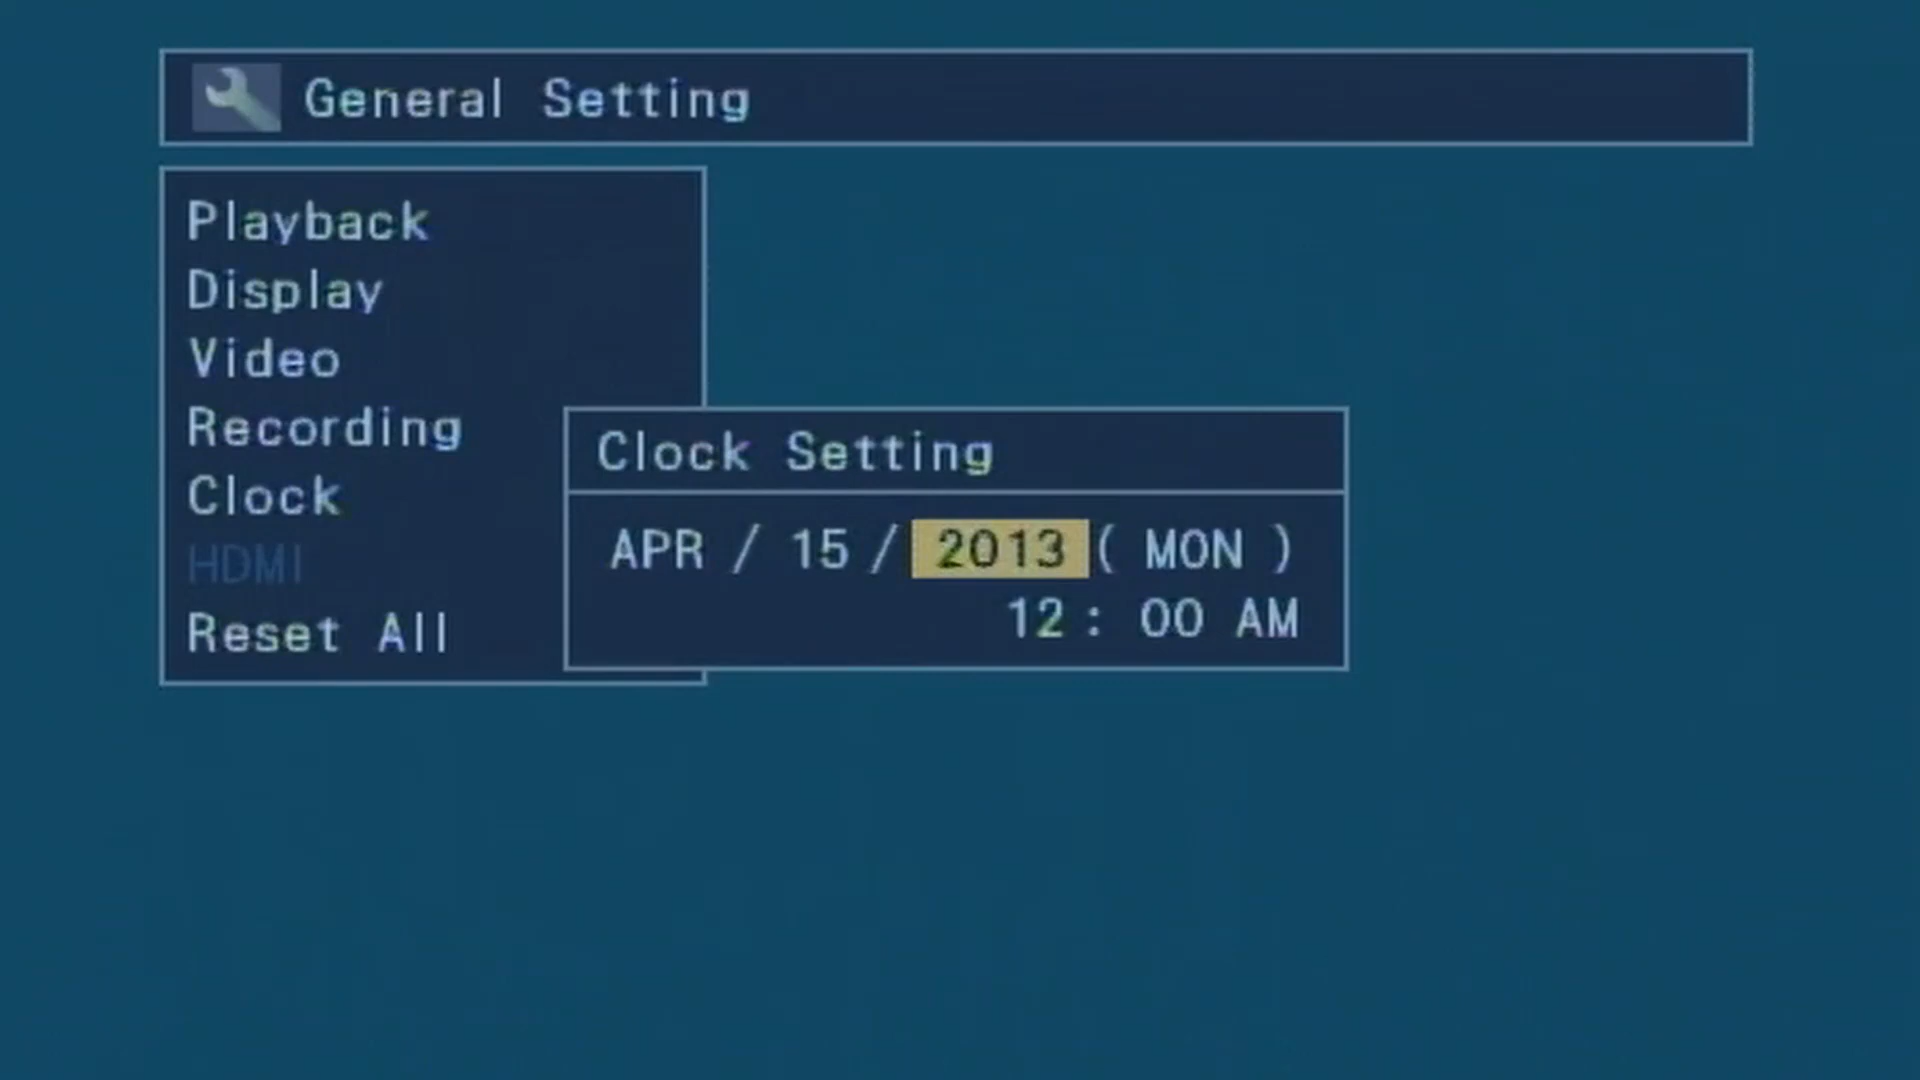 General Setting
Playback
Display
Video
Recording
Clock
HDMI
Reset All
Clock Setting
APR / 15 / 2013 ( MON )
12 : 00 AM